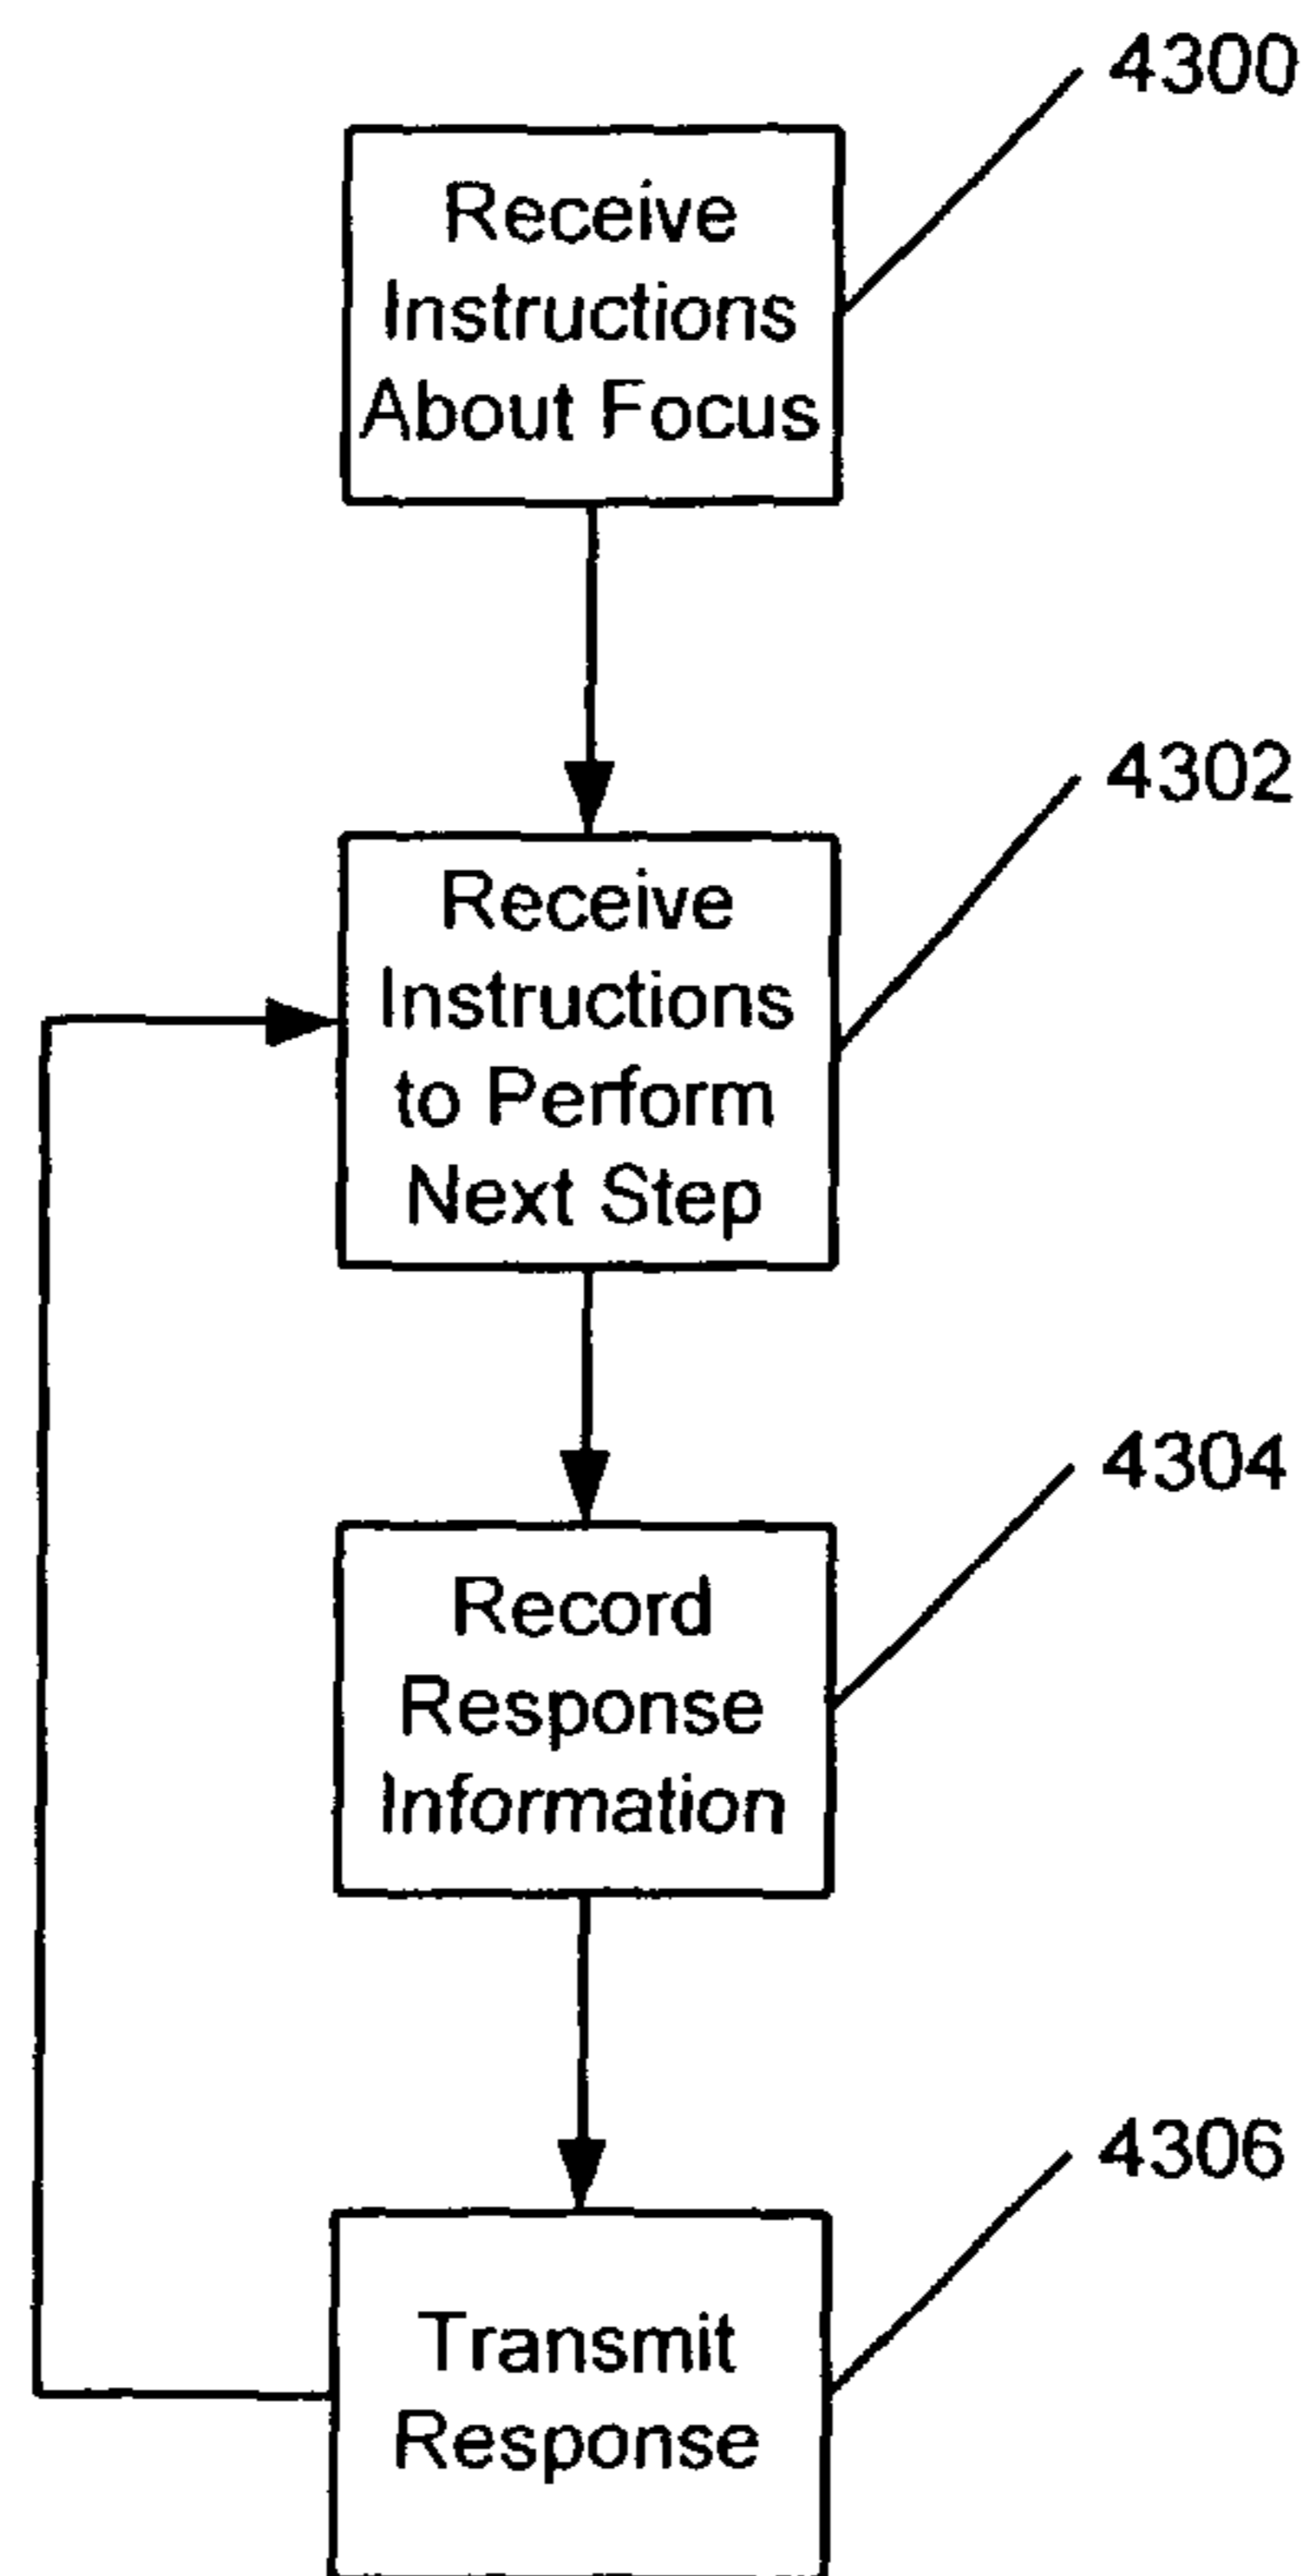 4300
Receive
Instructions
About Focus
4302
Receive
Instructions
to Perform
Next Step
4304
Record
Response
Information
4306
Transmit
Response